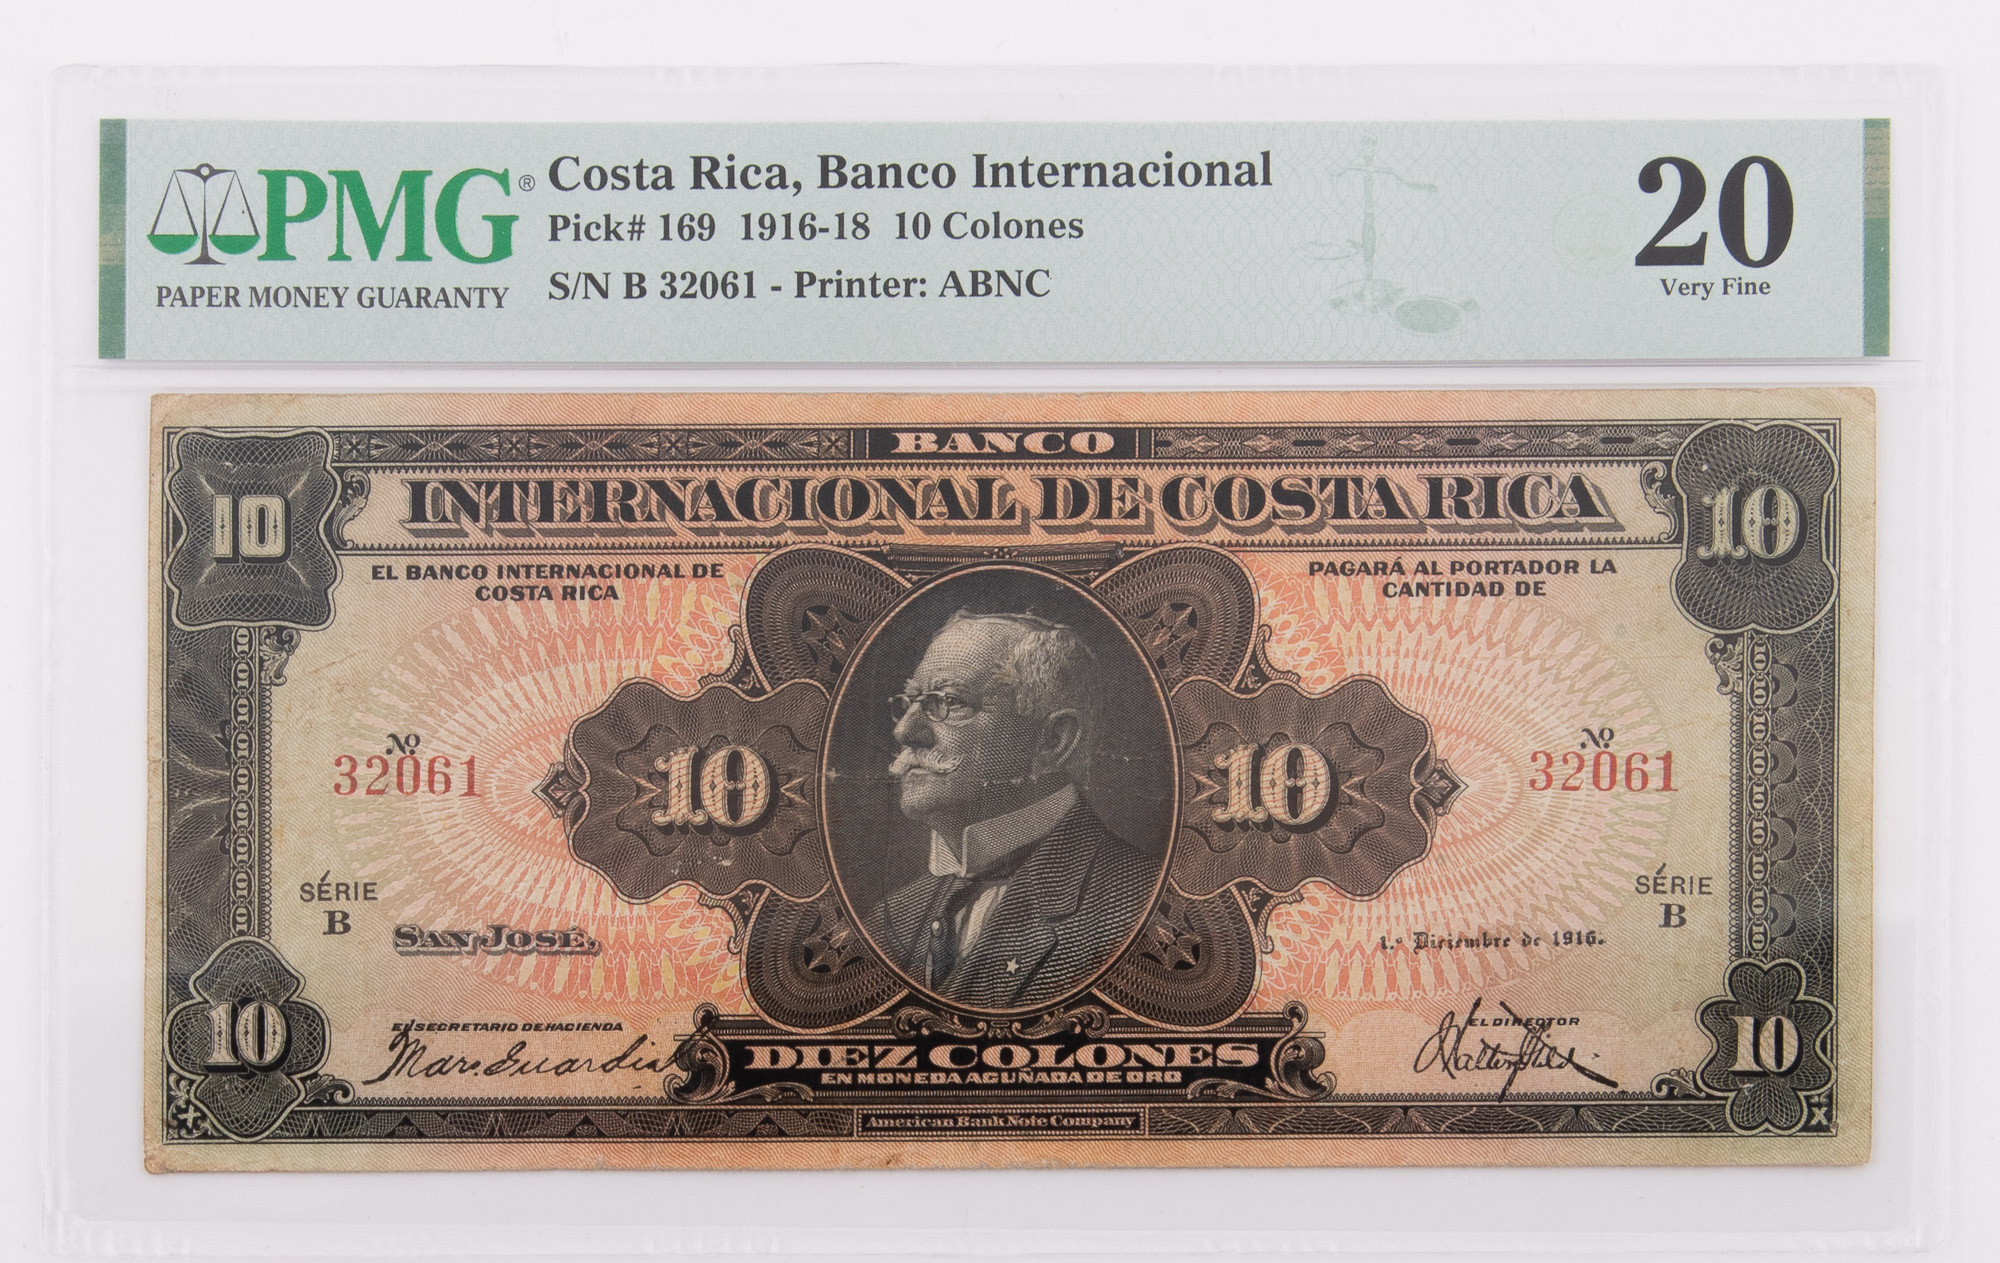 PMG®
PAPER MONEY GUARANTY
Costa Rica, Banco Internacional
Pick# 169 1916-18 10 Colones
S/N B 32061 - Printer: ABNC
20
Very Fine
BANCO
INTERNACIONAL DE COSTA RICA
10
10
EL BANCO INTERNACIONAL DE
COSTA RICA
PAGARÁ AL PORTADOR LA
CANTIDAD DE
No
32061
10
10
No
32061
SÉRIE
B
SÉRIE
B
SAN JOSÉ,
1.º Diciembre de 1916.
EL SECRETARIO DE HACIENDA
Mar. Guardia
EL DIRECTOR
10
DIEZ COLONES
EN MONEDA ACUÑADA DE ORO
10
American Bank Note Company
X
X